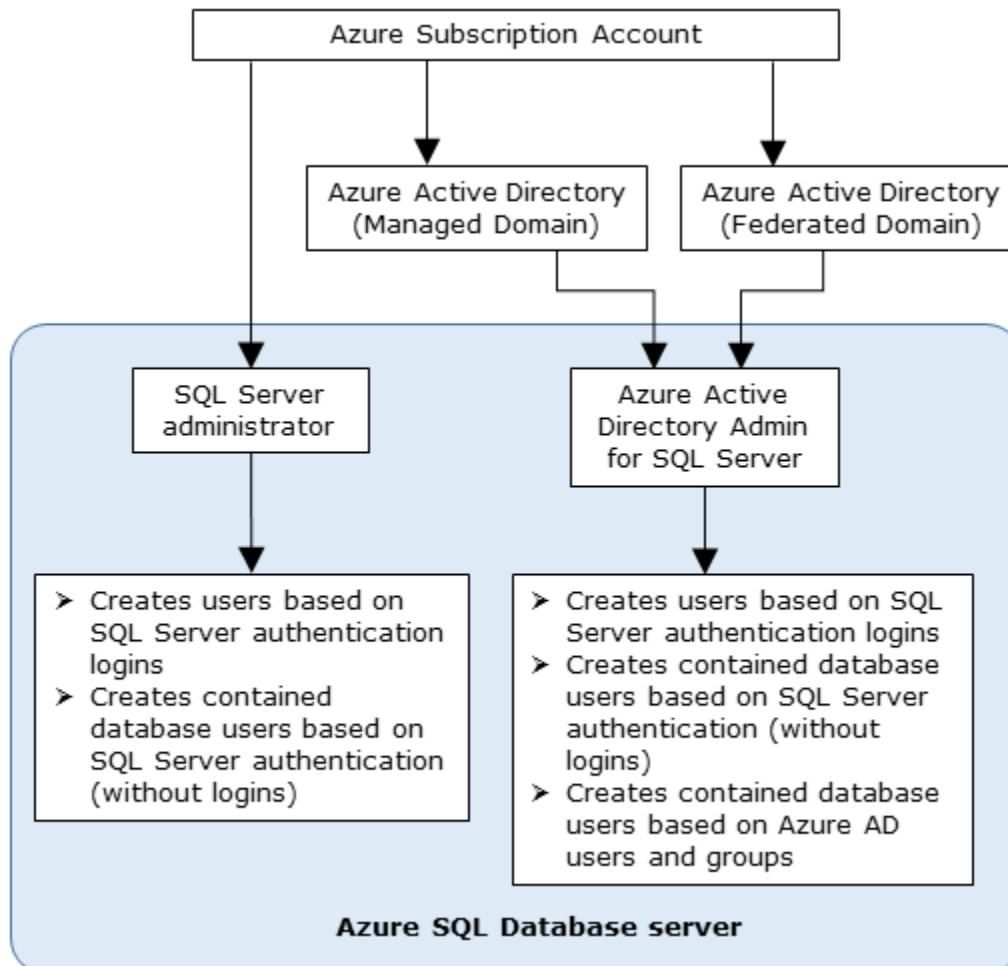 Azure Subscription Account
Azure Active Directory
(Managed Domain)
Azure Active Directory
(Federated Domain)
SQL Server
administrator
Azure Active
Directory Admin
for SQL Server
➤ Creates users based on
SQL Server authentication
logins
➤ Creates contained
database users based on
SQL Server authentication
(without logins)
➤ Creates users based on SQL
Server authentication logins
➤ Creates contained database
users based on SQL Server
authentication (without
logins)
➤ Creates contained database
users based on Azure AD
users and groups
Azure SQL Database server